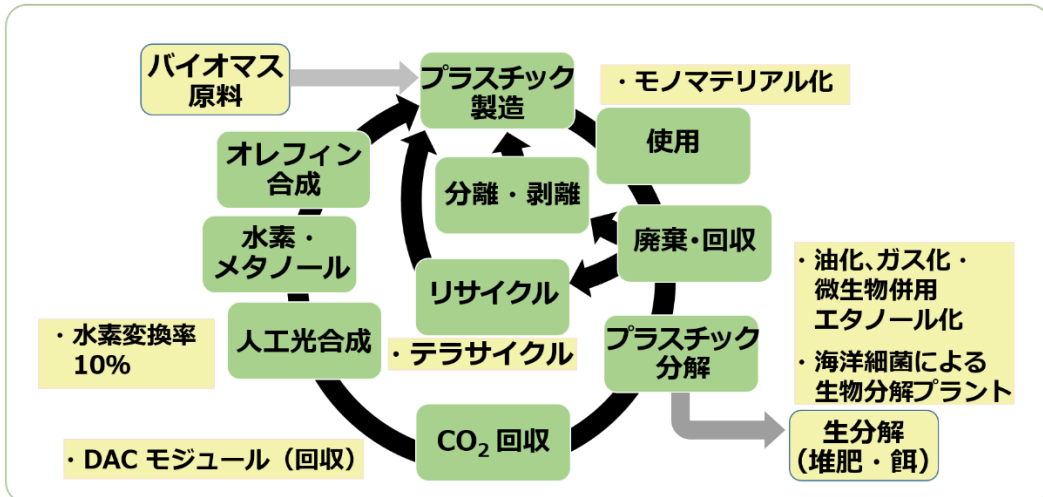 バイオマス
原料
プラスチック
製造
・モノマテリアル化
使用
オレフィン
合成
分離・剥離
水素・
メタノール
廃棄・回収
リサイクル
・油化、ガス化・
微生物併用
エタノール化
・水素変換率
10%
人工光合成
・テラサイクル
プラスチック
分解
・海洋細菌による
生物分解プラント
CO₂ 回収
・DAC モジュール（回収）
生分解
（堆肥・餌）